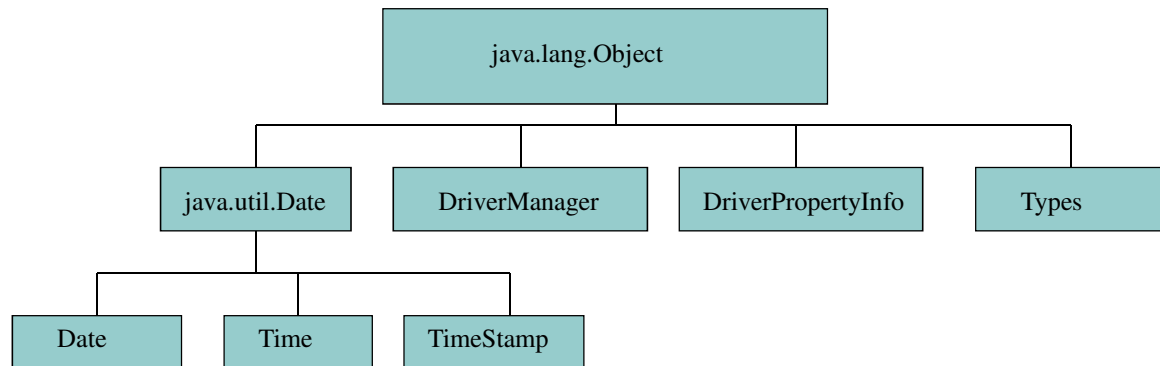 java.lang.Object
java.util.Date
DriverManager
DriverPropertyInfo
Types
Date
Time
TimeStamp